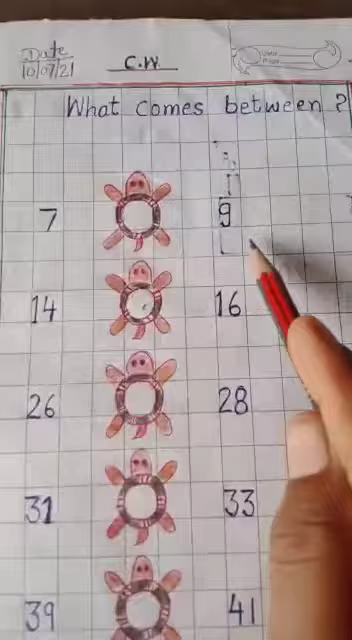 Date
10/07/21
C.W.
What comes between ?
7 9
14 16
26 28
31 33
39 41